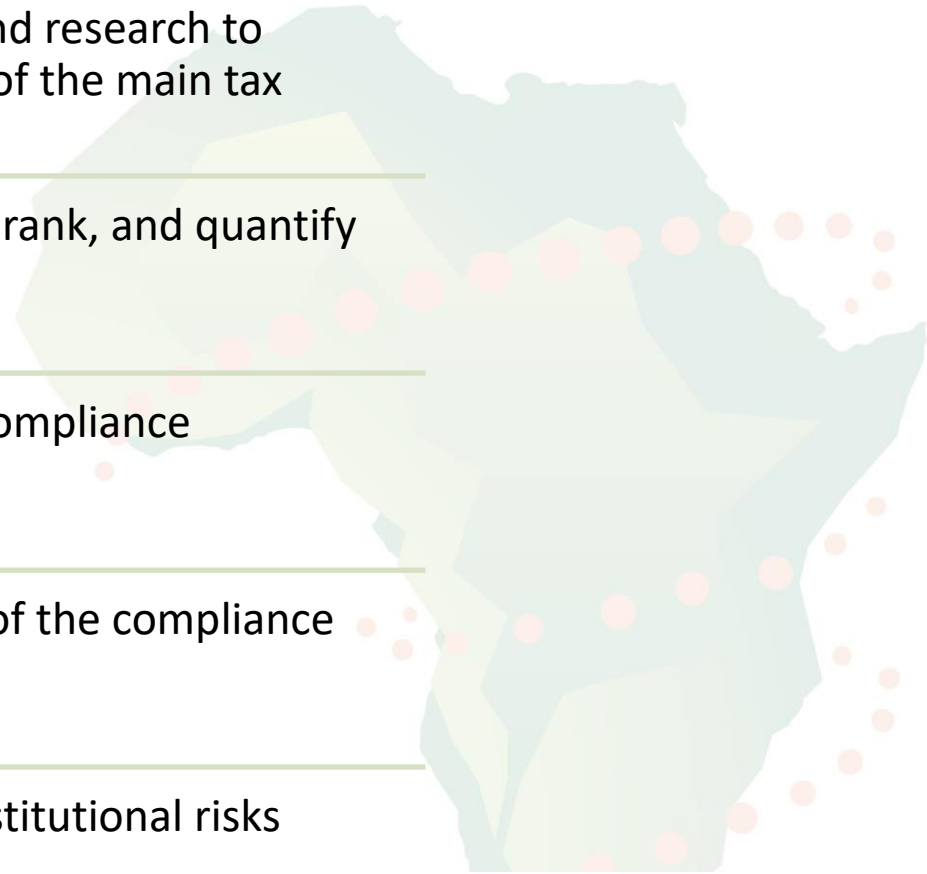 nd research to
of the main tax
rank, and quantify
ompliance
of the compliance
stitutional risks